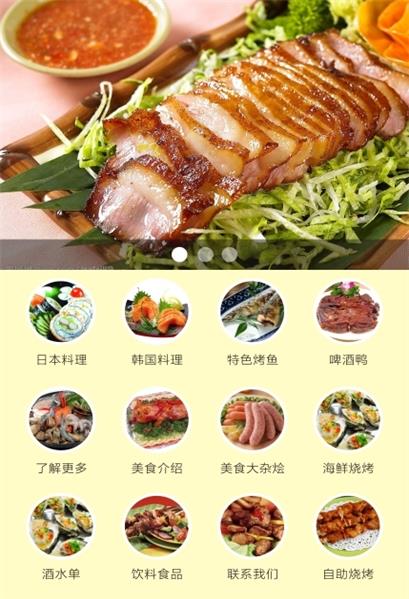 日本料理
韩国料理
特色烤鱼
啤酒鸭
了解更多
美食介绍
美食大杂烩
海鲜烧烤
酒水单
饮料食品
联系我们
自助烧烤